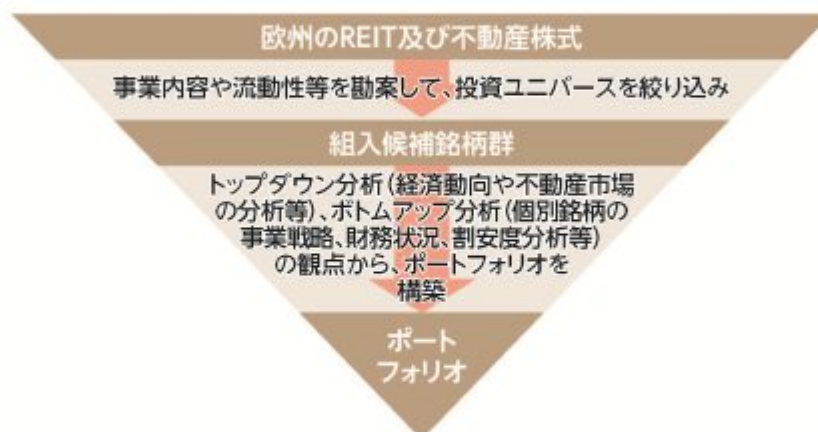 欧州のREIT及び不動産株式
事業内容や流動性等を勘案して、投資ユニバースを絞り込み
組入候補銘柄群
トップダウン分析(経済動向や不動産市場
の分析等)、ボトムアップ分析(個別銘柄の
事業戦略、財務状況、割安度分析等)
の観点から、ポートフォリオを
構築
ポート
フォリオ